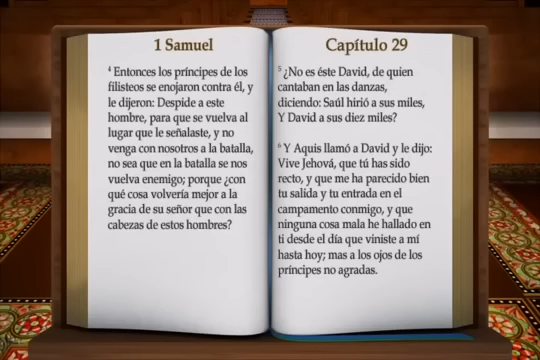 1 Samuel
⁴ Entonces los príncipes de los
filisteos se enojaron contra él, y
le dijeron: Despide a este
hombre, para que se vuelva al
lugar que le señalaste, y no
venga con nosotros a la batalla,
no sea que en la batalla se nos
vuelva enemigo; porque ¿con
qué cosa volvería mejor a la
gracia de su señor que con las
cabezas de estos hombres?
Capítulo 29
⁵ ¿No es éste David, de quien
cantaban en las danzas,
diciendo: Saúl hirió a sus miles,
Y David a sus diez miles?
⁶ Y Aquis llamó a David y le dijo:
Vive Jehová, que tú has sido
recto, y que me ha parecido bien
tu salida y tu entrada en el
campamento conmigo, y que
ninguna cosa mala he hallado en
ti desde el día que viniste a mí
hasta hoy; mas a los ojos de los
príncipes no agradas.